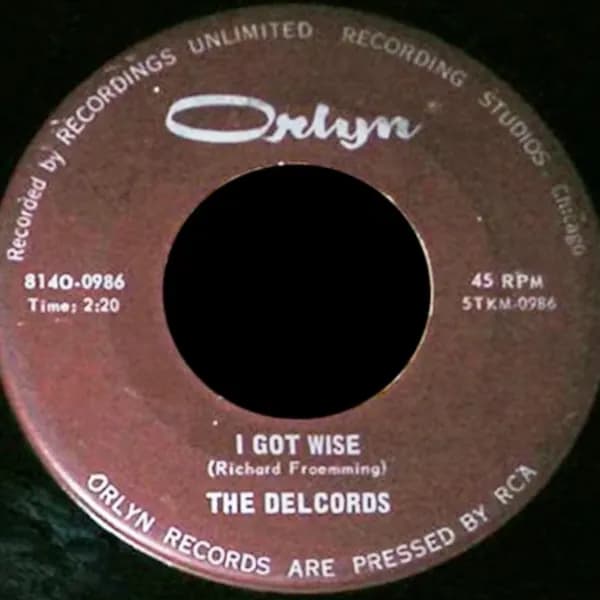 Recorded by RECORDINGS UNLIMITED RECORDING STUDIOS. Chicago
Orlyn
8140-0986
Time: 2:20
45 RPM
5TKM-0986
I GOT WISE
(Richard Froemming)
THE DELCORDS
ORLYN RECORDS ARE PRESSED BY RCA